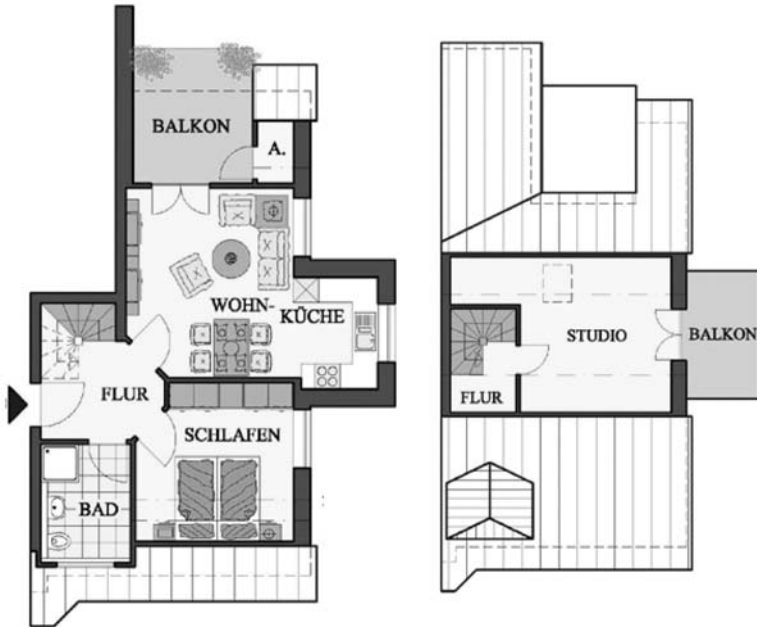 BALKON
A.
WOHN-
KÜCHE
FLUR
SCHLAFEN
BAD
STUDIO
BALKON
FLUR